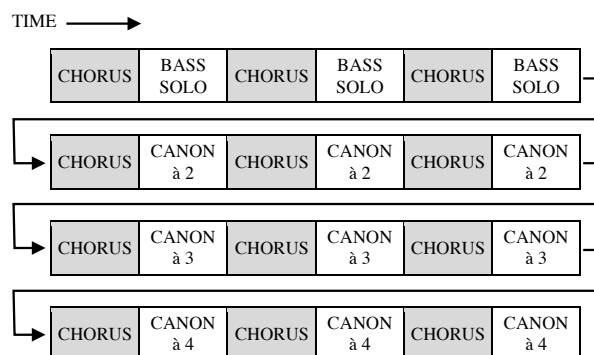 TIME
CHORUS BASS SOLO CHORUS BASS SOLO CHORUS BASS SOLO
CHORUS CANON à 2 CHORUS CANON à 2 CHORUS CANON à 2
CHORUS CANON à 3 CHORUS CANON à 3 CHORUS CANON à 3
CHORUS CANON à 4 CHORUS CANON à 4 CHORUS CANON à 4